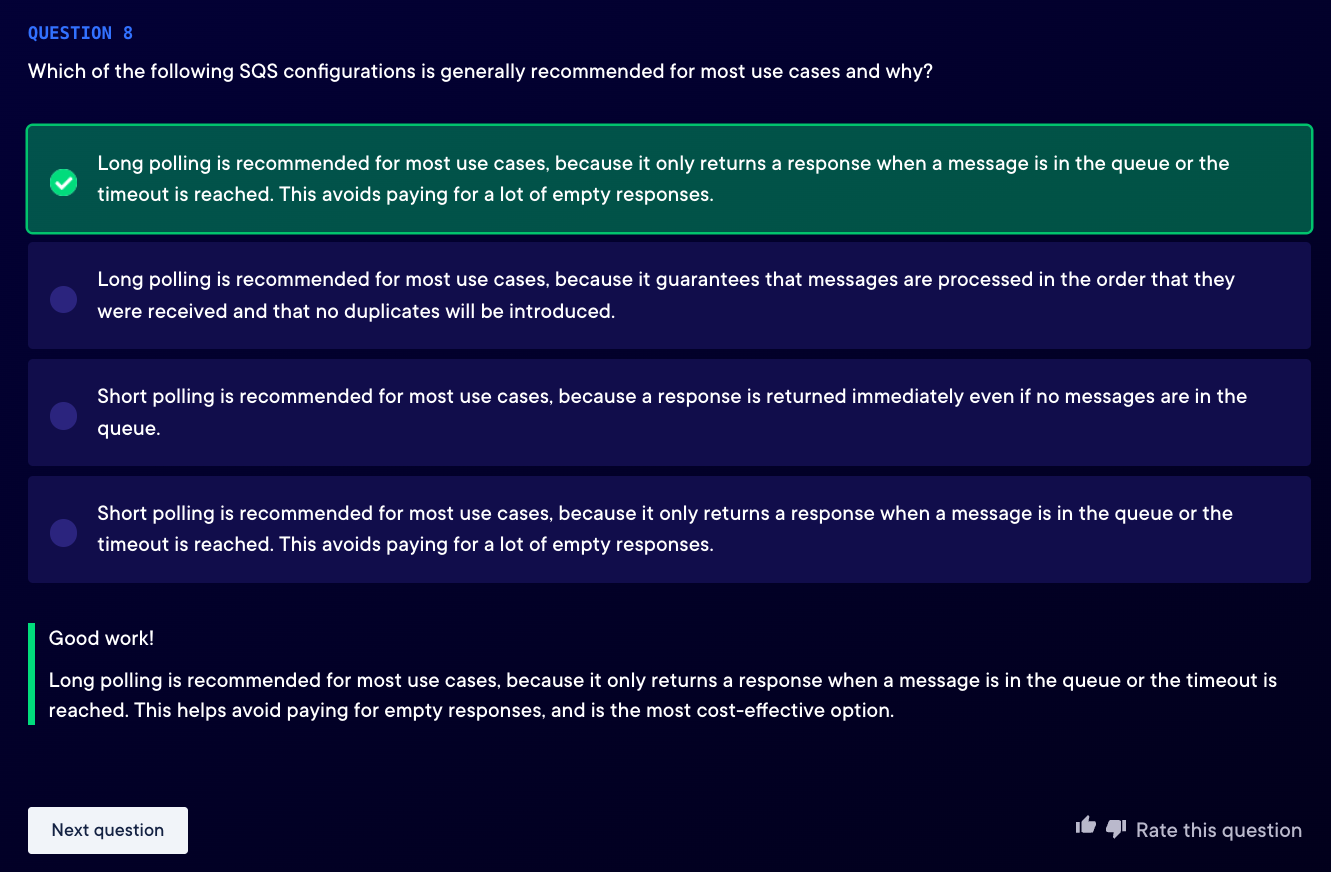 QUESTION 8
Which of the following SQS configurations is generally recommended for most use cases and why?
Long polling is recommended for most use cases, because it only returns a response when a message is in the queue or the
timeout is reached. This avoids paying for a lot of empty responses.
Long polling is recommended for most use cases, because it guarantees that messages are processed in the order that they
were received and that no duplicates will be introduced.
Short polling is recommended for most use cases, because a response is returned immediately even if no messages are in the
queue.
Short polling is recommended for most use cases, because it only returns a response when a message is in the queue or the
timeout is reached. This avoids paying for a lot of empty responses.
Good work!
Long polling is recommended for most use cases, because it only returns a response when a message is in the queue or the timeout is
reached. This helps avoid paying for empty responses, and is the most cost-effective option.
Next question
Rate this question